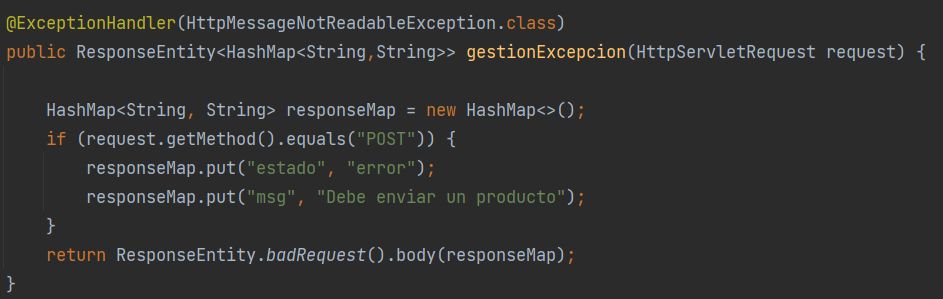 @ExceptionHandler(HttpMessageNotReadableException.class)
public ResponseEntity<HashMap<String,String>> gestionExcepcion(HttpServletRequest request) {
HashMap<String, String> responseMap = new HashMap<>();
if (request.getMethod().equals("POST")) {
responseMap.put("estado", "error");
responseMap.put("msg", "Debe enviar un producto");
}
return ResponseEntity.badRequest().body(responseMap);
}